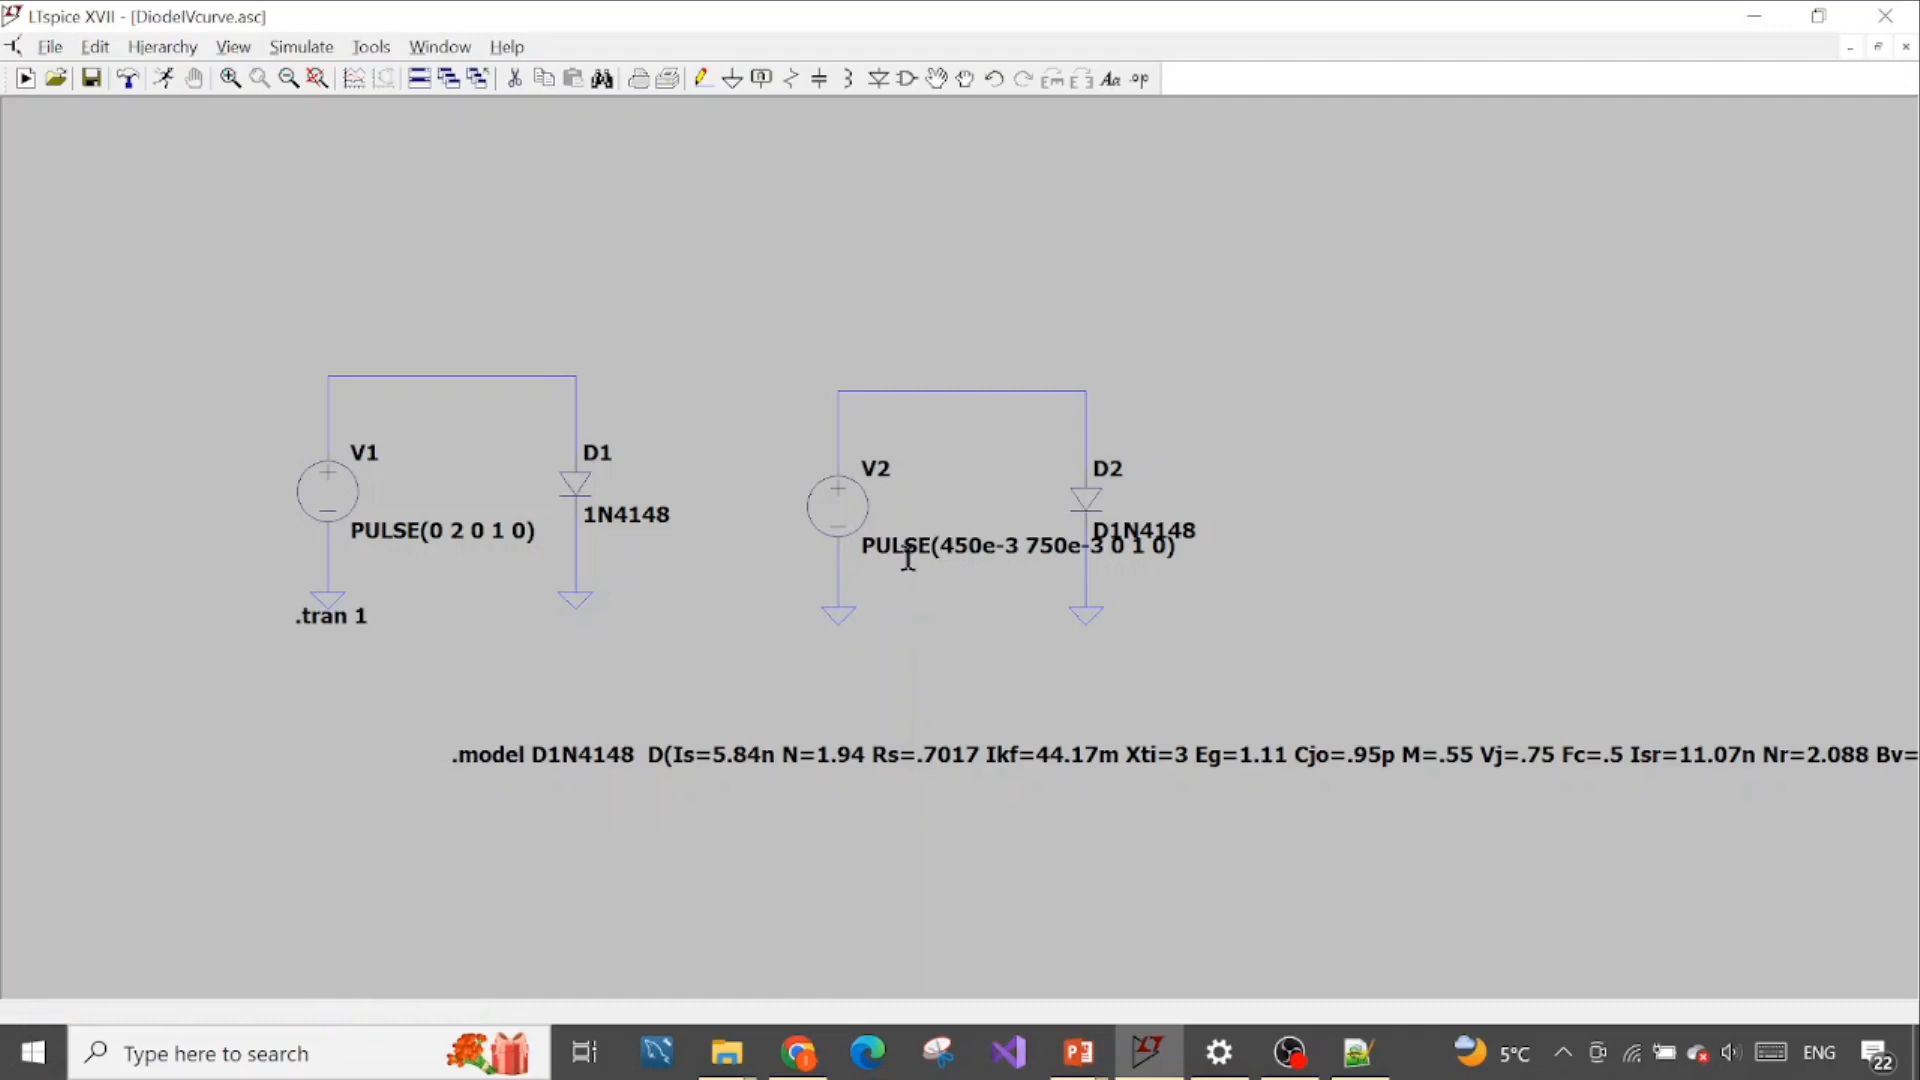 LTspice XVII - [DiodeIVcurve.asc]
File Edit Hierarchy View Simulate Tools Window Help
V1
D1
1N4148
PULSE(0 2 0 1 0)
.tran 1
V2
D2
D1N4148
PULSE(450e-3 750e-3 0 1 0)
.model D1N4148 D(Is=5.84n N=1.94 Rs=.7017 Ikf=44.17m Xti=3 Eg=1.11 Cjo=.95p M=.55 Vj=.75 Fc=.5 Isr=11.07n Nr=2.088 Bv=
Type here to search
5°C
ENG
22